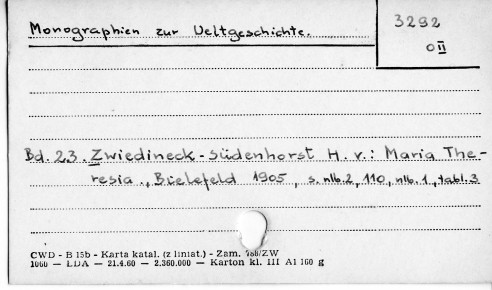 3292
O II
Monographien zur Weltgeschichte.
Bd. 23. Zwiedineck-Südenhorst H. v.: Maria The-
resia., Bielefeld 1905, s. nlb. 2, 110, nlb. 1, tabl. 3
CWD - B 15b - Karta katal. (z liniat.) - Zam. 788/ZW
1060 — LDA — 21.4.60 — 2.360.000 — Karton kl. III A1 160 g